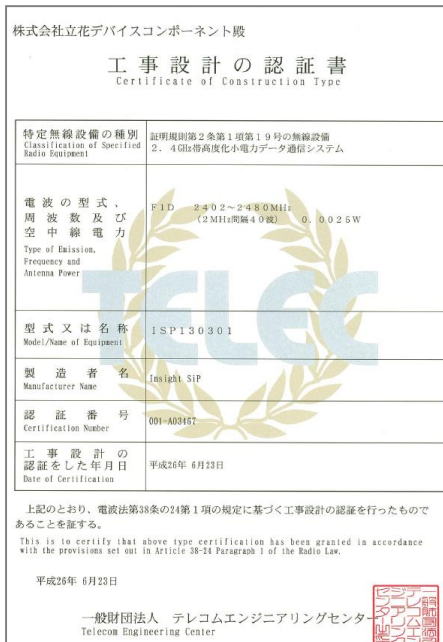 株式会社立花デバイスコンポーネント殿
工事設計の認証書
Certificate of Construction Type
特定無線設備の種別
Classification of Specified
Radio Equipment
証明規則第2条第1項第19号の無線設備
2.4GHz帯高度化小電力データ通信システム
電波の型式、
周波数及び
空中線電力
Type of Emission,
Frequency and
Antenna Power
F1D 2402~2480MHz
(2MHz間隔40波) 0.0025W
TELEC
型式又は名称
Model/Name of Equipment
ISP130301
製造者名
Manufacturer Name
Insight SiP
認証番号
Certification Number
001-A03467
工事設計の
認証をした年月日
Date of Certification
平成26年 6月23日
上記のとおり、電波法第38条の24第1項の規定に基づく工事設計の認証を行ったもので
あることを証する。
This is to certify that above type certification has been granted in accordance
with the provisions set out in Article 38-24 Paragraph 1 of the Radio Law.
平成26年 6月23日
一般財団法人 テレコムエンジニアリングセンター
Telecom Engineering Center